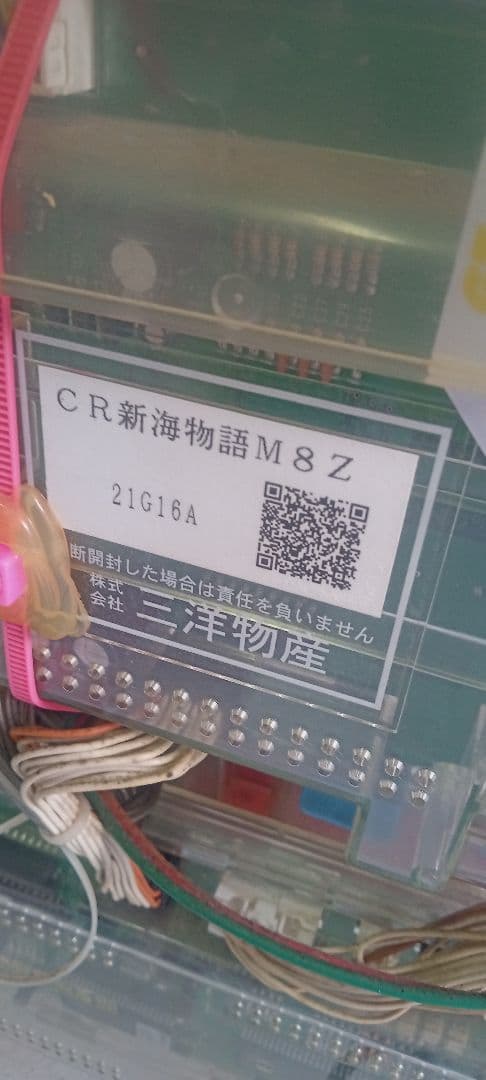 CR新海物語M8Z
21G16A
断開封した場合は責任を負いません
株式
会社
三洋物産